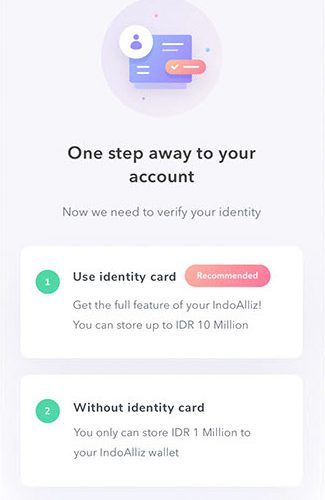 One step away to your
account
Now we need to verify your identity
1
Use identity card
Recommended
Get the full feature of your IndoAlliz!
You can store up to IDR 10 Million
2
Without identity card
You only can store IDR 1 Million to
your IndoAlliz wallet